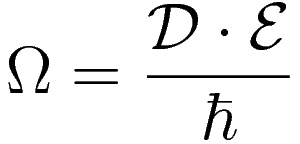 Ω = 𝒟 · ℰ / ℏ